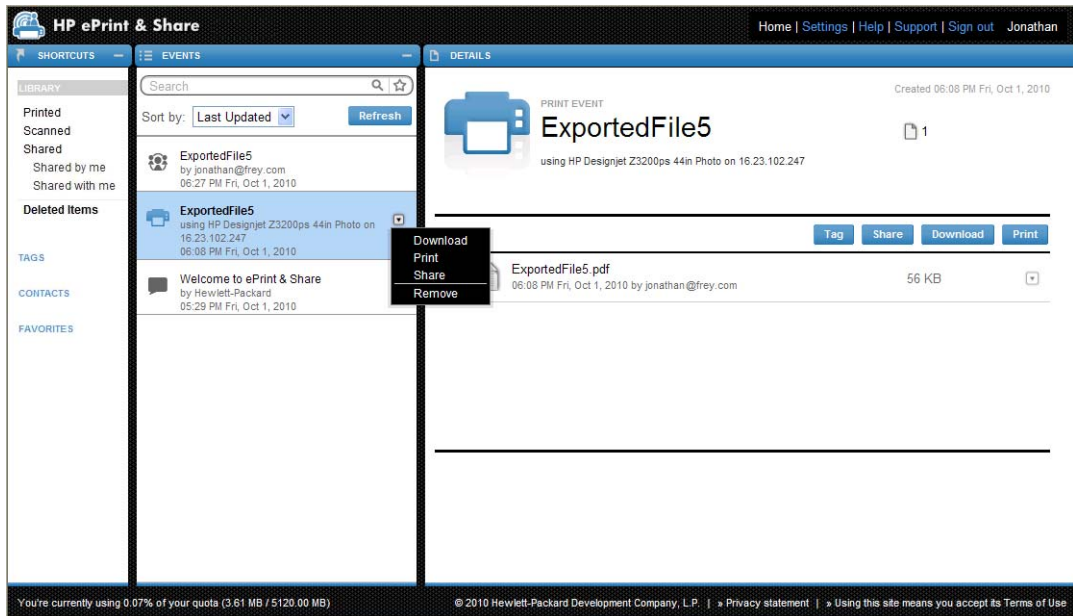 HP ePrint & Share
Home | Settings | Help | Support | Sign out Jonathan
SHORTCUTS
LIBRARY
Printed
Scanned
Shared
Shared by me
Shared with me
Deleted Items
TAGS
CONTACTS
FAVORITES
EVENTS
Search
Sort by: Last Updated Refresh
ExportedFile5
by jonathan@frey.com
06:27 PM Fri, Oct 1, 2010
ExportedFile5
using HP Designjet Z3200ps 44in Photo on
16.23.102.247
06:08 PM Fri, Oct 1, 2010
Welcome to ePrint & Share
by Hewlett-Packard
05:29 PM Fri, Oct 1, 2010
Download
Print
Share
Remove
DETAILS
Created 06:08 PM Fri, Oct 1, 2010
PRINT EVENT
ExportedFile5
1
using HP Designjet Z3200ps 44in Photo on 16.23.102.247
Tag Share Download Print
ExportedFile5.pdf
06:08 PM Fri, Oct 1, 2010 by jonathan@frey.com
56 KB
You're currently using 0.07% of your quota (3.61 MB / 5120.00 MB)
© 2010 Hewlett-Packard Development Company, L.P. | » Privacy statement | » Using this site means you accept its Terms of Use